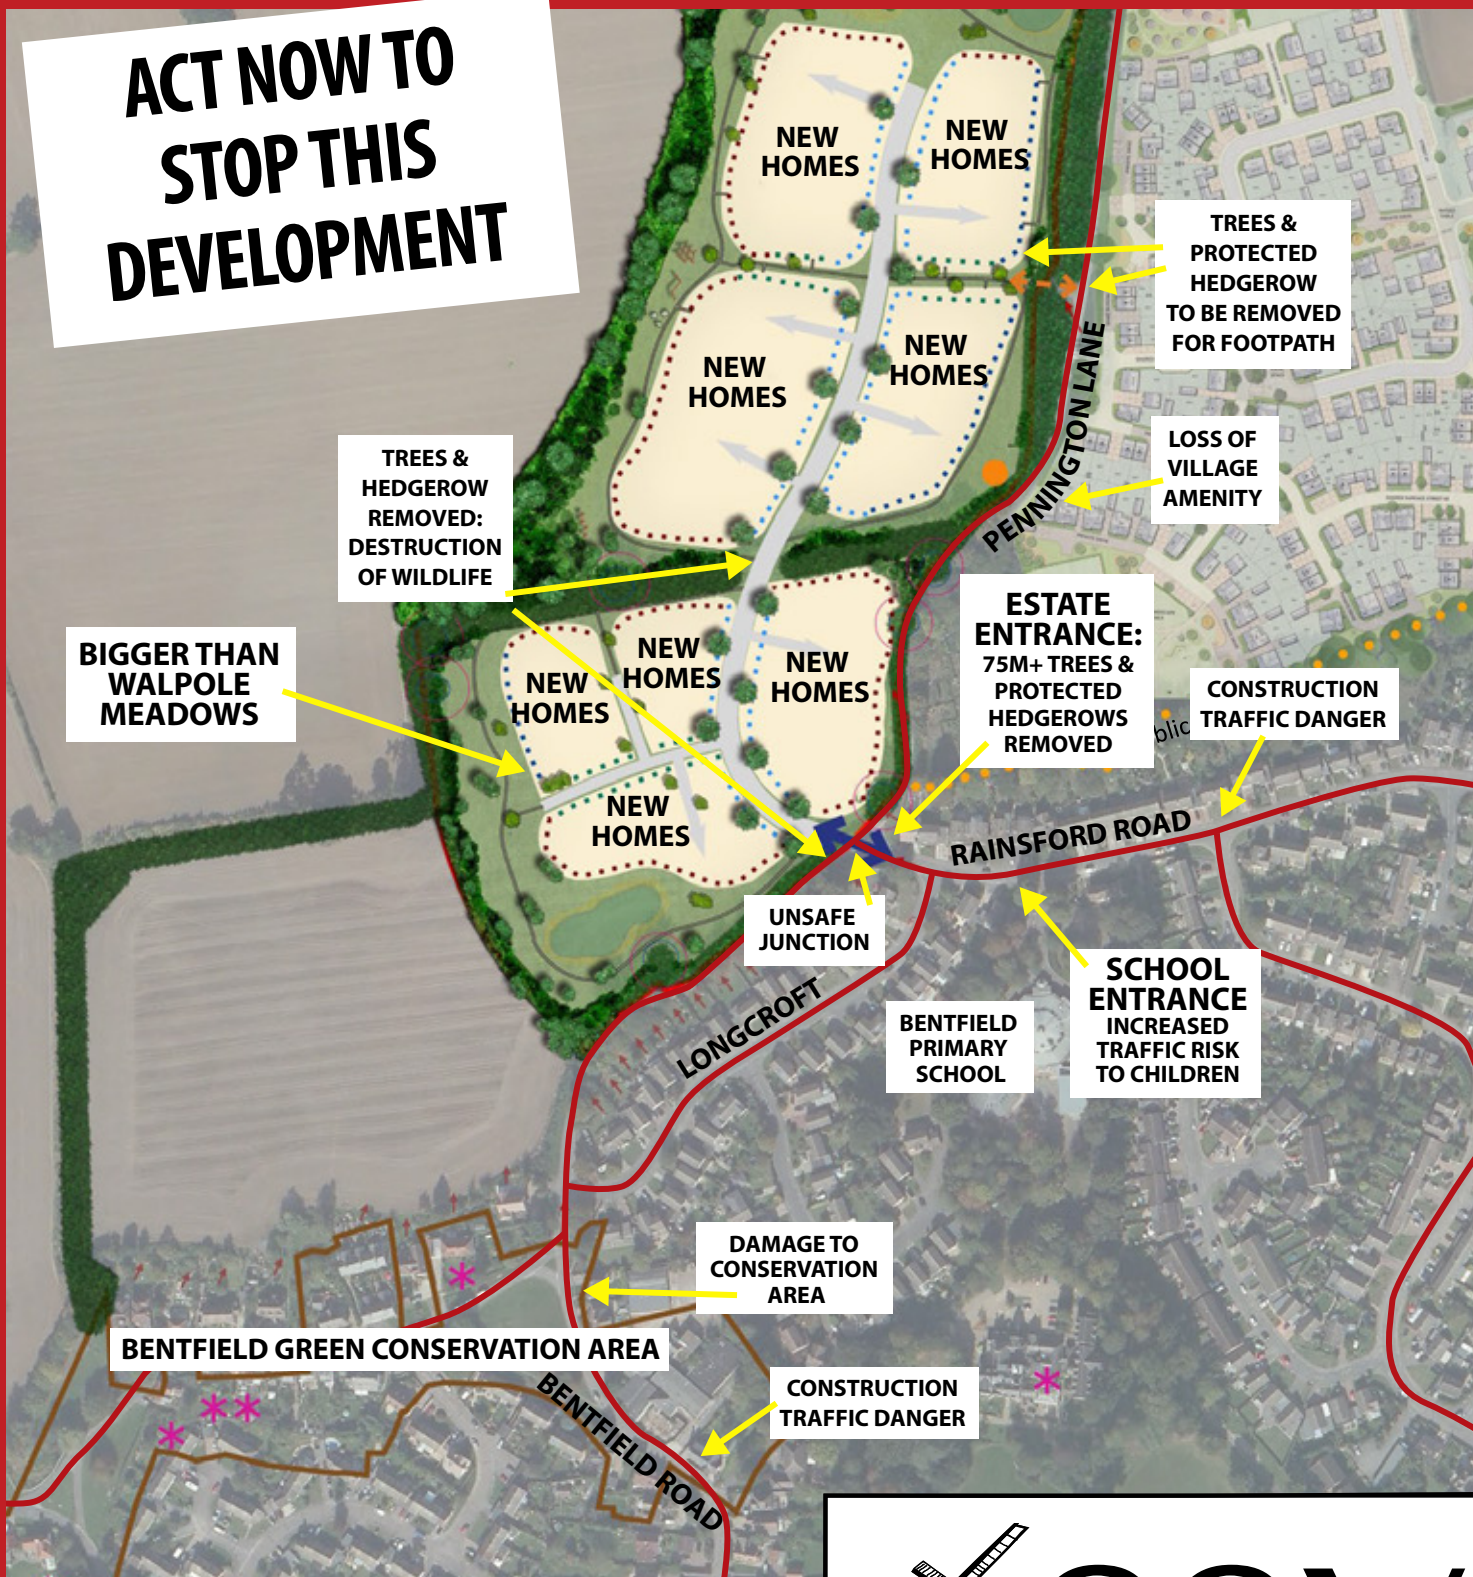 ACT NOW TO
STOP THIS
DEVELOPMENT
NEW
HOMES
NEW
HOMES
TREES &
PROTECTED
HEDGEROW
TO BE REMOVED
FOR FOOTPATH
NEW
HOMES
NEW
HOMES
PENNINGTON LANE
LOSS OF
VILLAGE
AMENITY
TREES &
HEDGEROW
REMOVED:
DESTRUCTION
OF WILDLIFE
ESTATE
ENTRANCE:
75M+ TREES &
PROTECTED
HEDGEROWS
REMOVED
BIGGER THAN
WALPOLE
MEADOWS
NEW
HOMES
NEW
HOMES
NEW
HOMES
NEW
HOMES
blic
CONSTRUCTION
TRAFFIC DANGER
RAINSFORD ROAD
UNSAFE
JUNCTION
SCHOOL
ENTRANCE
INCREASED
TRAFFIC RISK
TO CHILDREN
LONGCROFT
BENTFIELD
PRIMARY
SCHOOL
DAMAGE TO
CONSERVATION
AREA
BENTFIELD GREEN CONSERVATION AREA
BENTFIELD ROAD
CONSTRUCTION
TRAFFIC DANGER